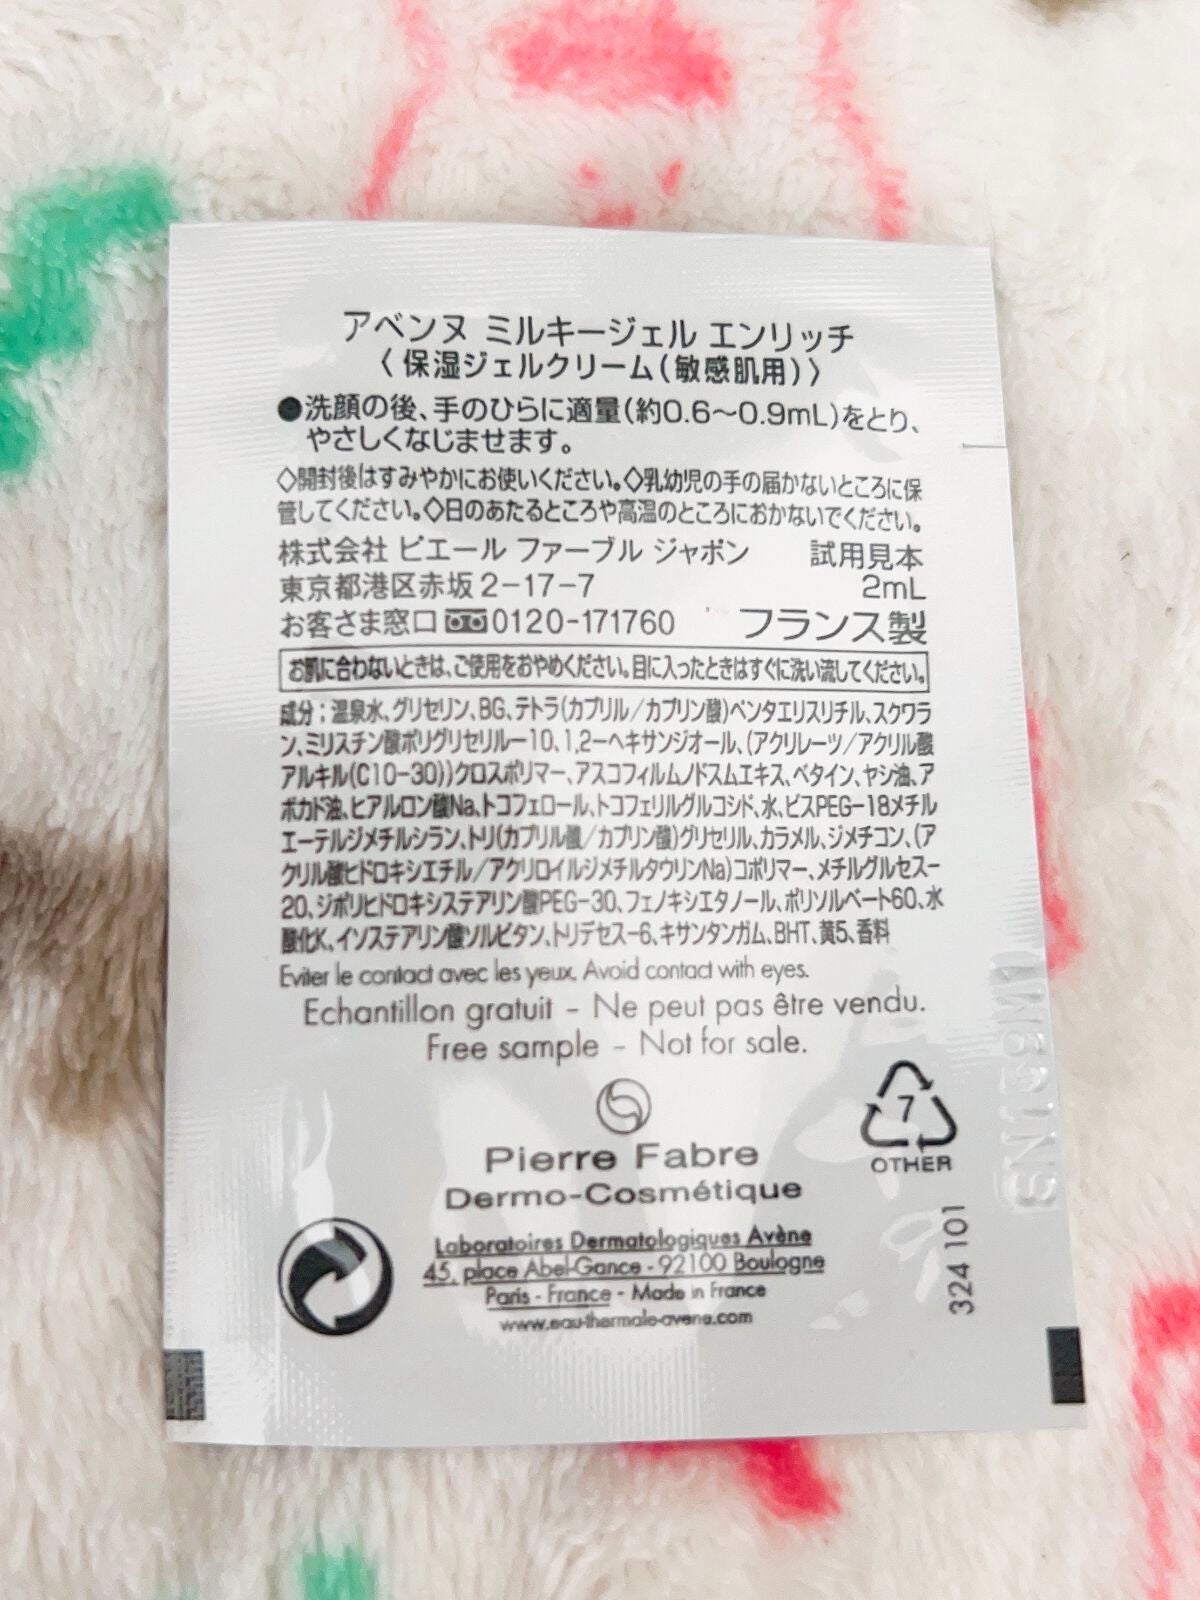 アベンヌ ミルキージェル エンリッチ
〈 保湿ジェルクリーム(敏感肌用)〉
●洗顔の後、手のひらに適量(約0.6〜0.9mL)をとり、
やさしくなじませます。
◇開封後はすみやかにお使いください。◇乳幼児の手の届かないところに保
管してください。◇日のあたるところや高温のところにおかないでください。
株式会社 ピエール ファーブル ジャポン 試用見本
東京都港区赤坂2-17-7 2mL
お客さま窓口 0120-171760 フランス製
お肌に合わないときは、ご使用をおやめください。目に入ったときはすぐに洗い流してください。
成分:温泉水、グリセリン、BG、テトラ(カプリル/カプリン酸)ペンタエリスリチル、スクワラ
ン、ミリスチン酸ポリグリセリル-10、1,2-ヘキサンジオール、(アクリレーツ/アクリル酸
アルキル(C10-30))クロスポリマー、アスコフィルムノドスムエキス、ベタイン、ヤシ油、ア
ボカド油、ヒアルロン酸Na、トコフェロール、トコフェリルグルコシド、水、ビスPEG-18メチル
エーテルジメチルシラン、トリ(カプリル酸/カプリン酸)グリセリル、カラメル、ジメチコン、(ア
クリル酸ヒドロキシエチル/アクリロイルジメチルタウリンNa)コポリマー、メチルグルセス-
20、ジポリヒドロキシステアリン酸PEG-30、フェノキシエタノール、ポリソルベート60、水
酸化K、イソステアリン酸ソルビタン、トリデセス-6、キサンタンガム、BHT、黄5、香料
Eviter le contact avec les yeux. Avoid contact with eyes.
Echantillon gratuit - Ne peut pas être vendu.
Free sample - Not for sale.
7
OTHER
Pierre Fabre
Dermo-Cosmétique
Laboratoires Dermatologiques Avène
45, place Abel-Gance - 92100 Boulogne
Paris - France - Made in France
www.eau-thermale-avene.com
324 101